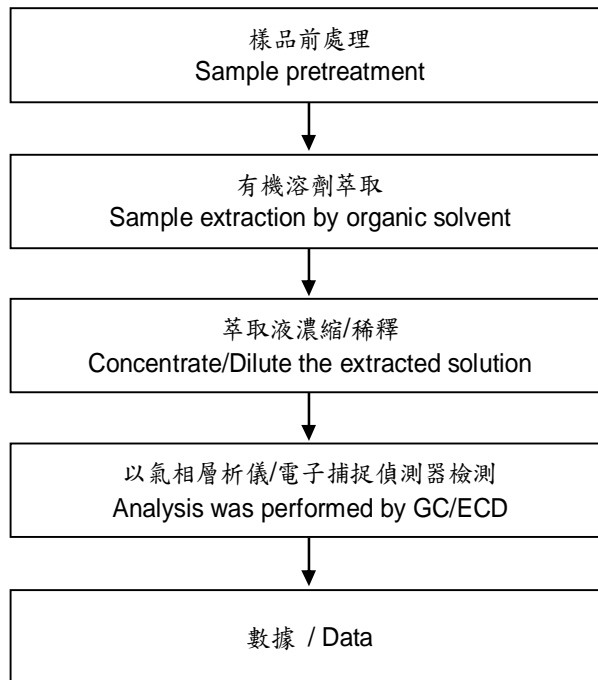 樣品前處理
Sample pretreatment
有機溶劑萃取
Sample extraction by organic solvent
萃取液濃縮/稀釋
Concentrate/Dilute the extracted solution
以氣相層析儀/電子捕捉偵測器檢測
Analysis was performed by GC/ECD
數據 / Data